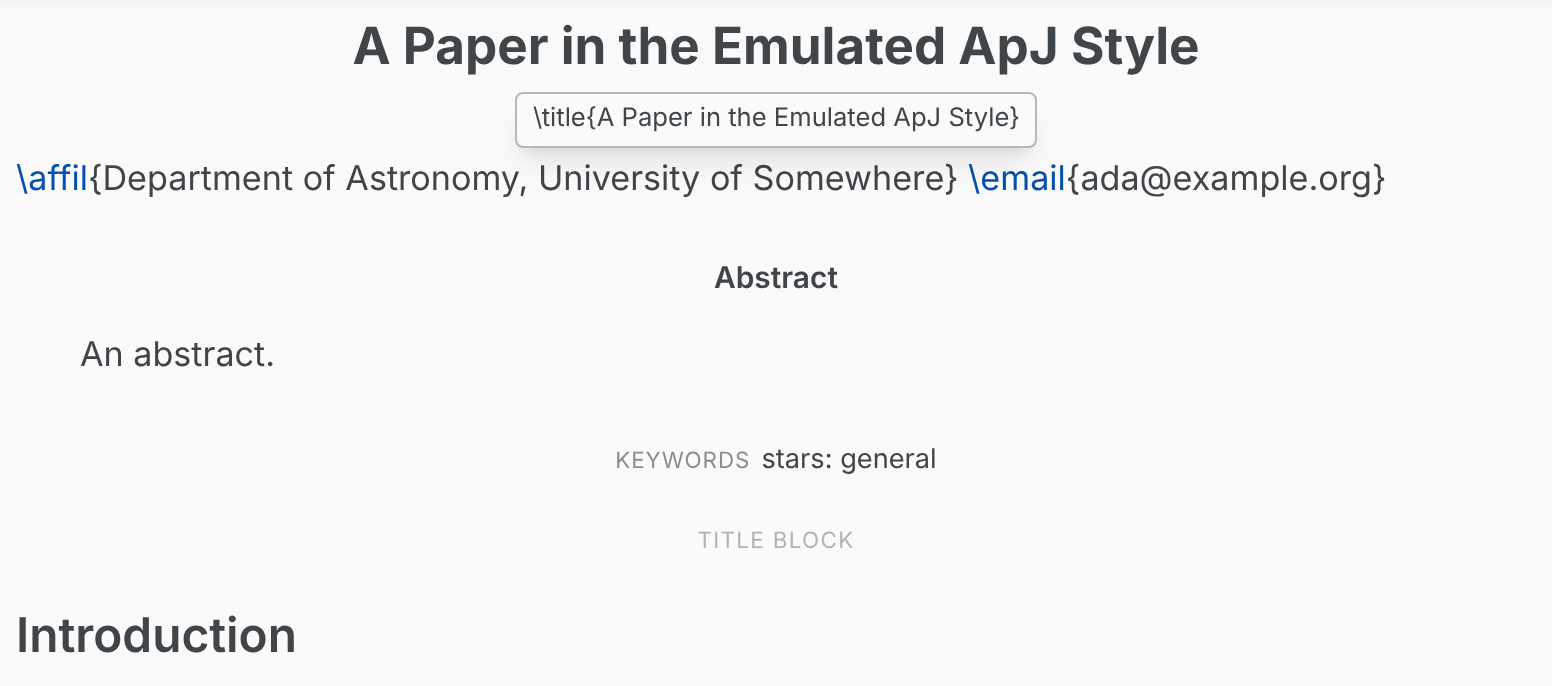 A Paper in the Emulated ApJ Style
\title{A Paper in the Emulated ApJ Style}
\affil{Department of Astronomy, University of Somewhere} \email{ada@example.org}
Abstract
An abstract.
KEYWORDS stars: general
TITLE BLOCK
Introduction